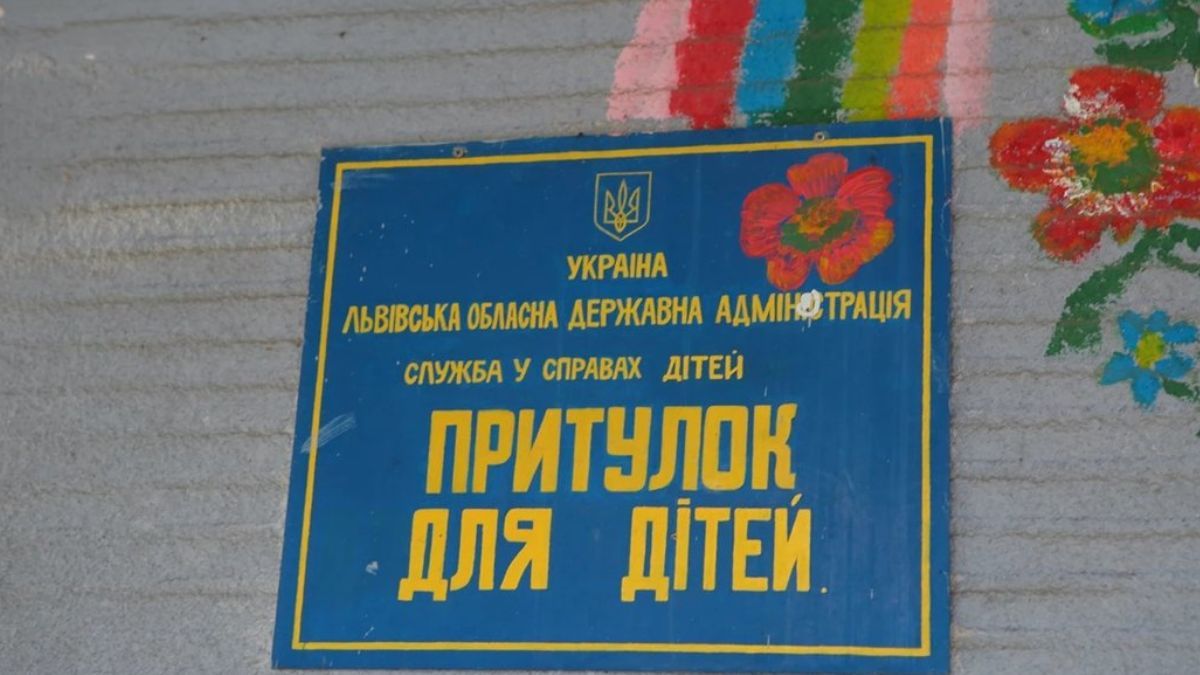 УКРАЇНА
ЛЬВІВСЬКА ОБЛАСНА ДЕРЖАВНА АДМІНІСТРАЦІЯ
СЛУЖБА У СПРАВАХ ДІТЕЙ
ПРИТУЛОК
ДЛЯ ДІТЕЙ.